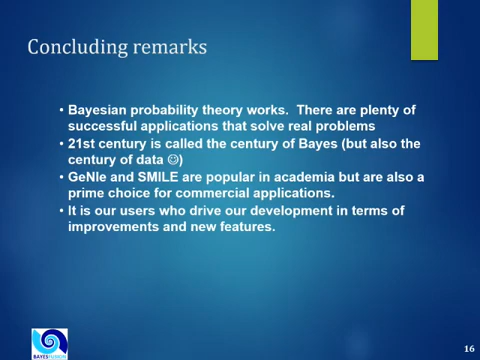 Concluding remarks
• Bayesian probability theory works.  There are plenty of
successful applications that solve real problems
• 21st century is called the century of Bayes (but also the
century of data ☺)
• GeNIe and SMILE are popular in academia but are also a
prime choice for commercial applications.
• It is our users who drive our development in terms of
improvements and new features.
BAYESFUSION
16